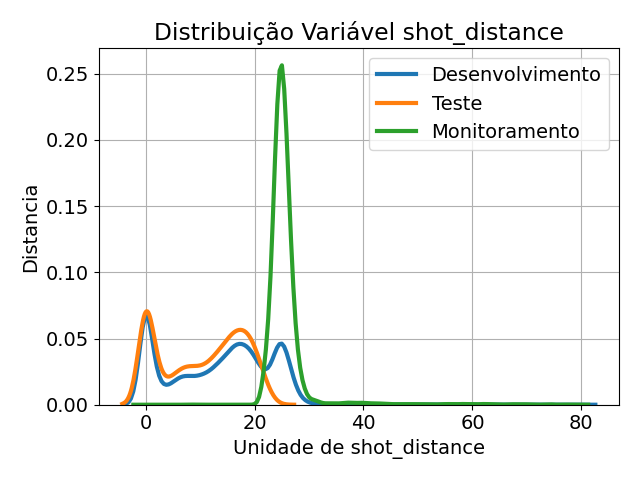 Distribuição Variável shot_distance
Desenvolvimento
Teste
Monitoramento
Distancia
0.25
0.20
0.15
0.10
0.05
0.00
0 20 40 60 80
Unidade de shot_distance